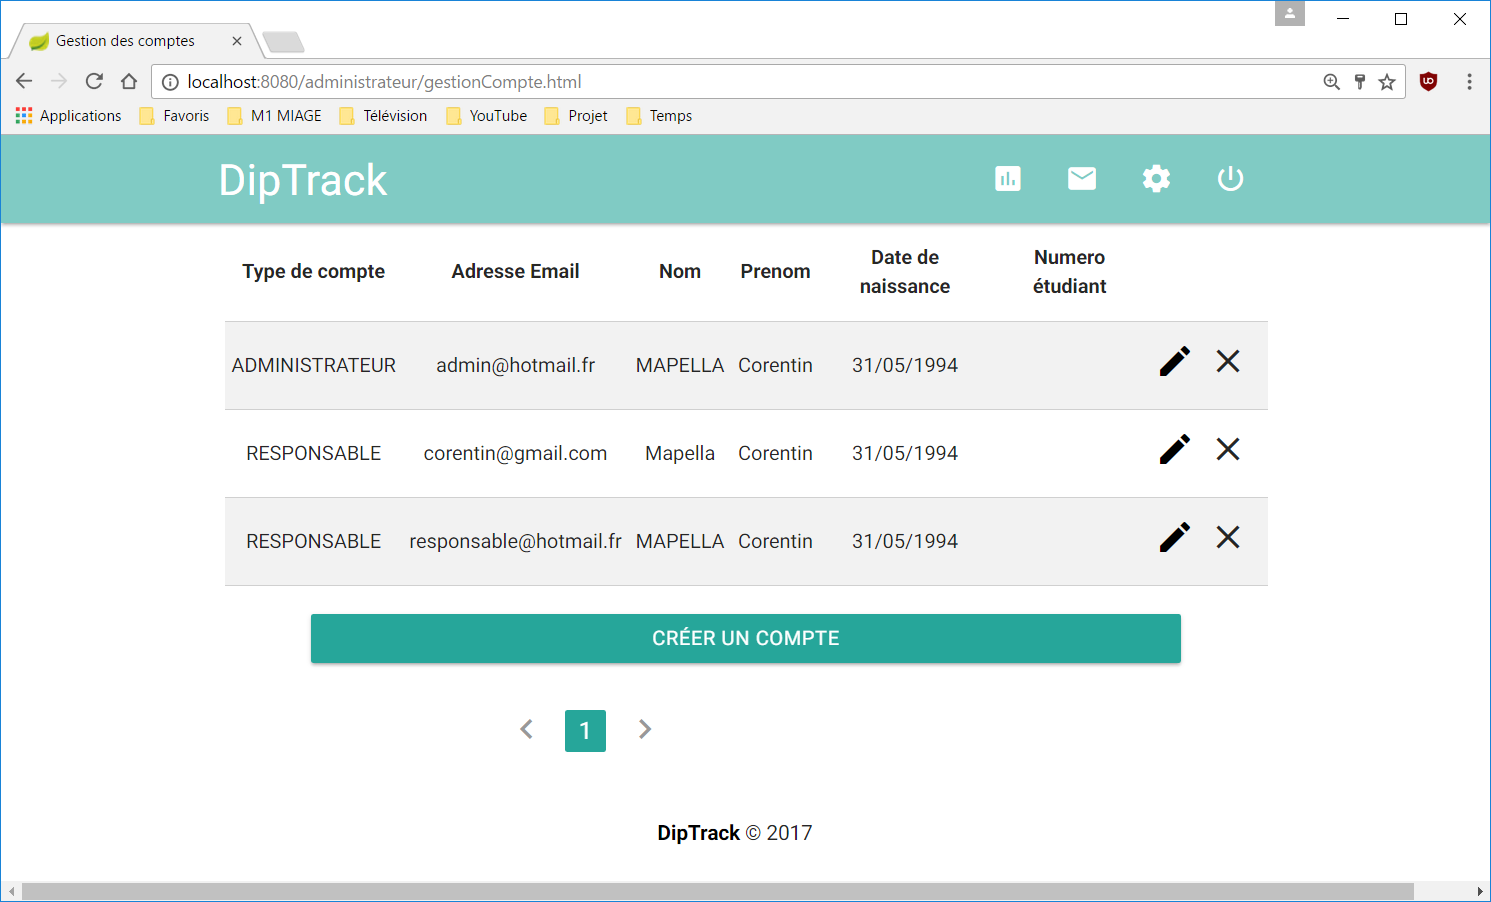 Gestion des comptes
localhost:8080/administrateur/gestionCompte.html
Applications Favoris M1 MIAGE Télévision YouTube Projet Temps
DipTrack
Type de compte Adresse Email Nom Prenom Date de naissance Numero étudiant
ADMINISTRATEUR admin@hotmail.fr MAPELLA Corentin 31/05/1994
RESPONSABLE corentin@gmail.com Mapella Corentin 31/05/1994
RESPONSABLE responsable@hotmail.fr MAPELLA Corentin 31/05/1994
CRÉER UN COMPTE
1
DipTrack © 2017